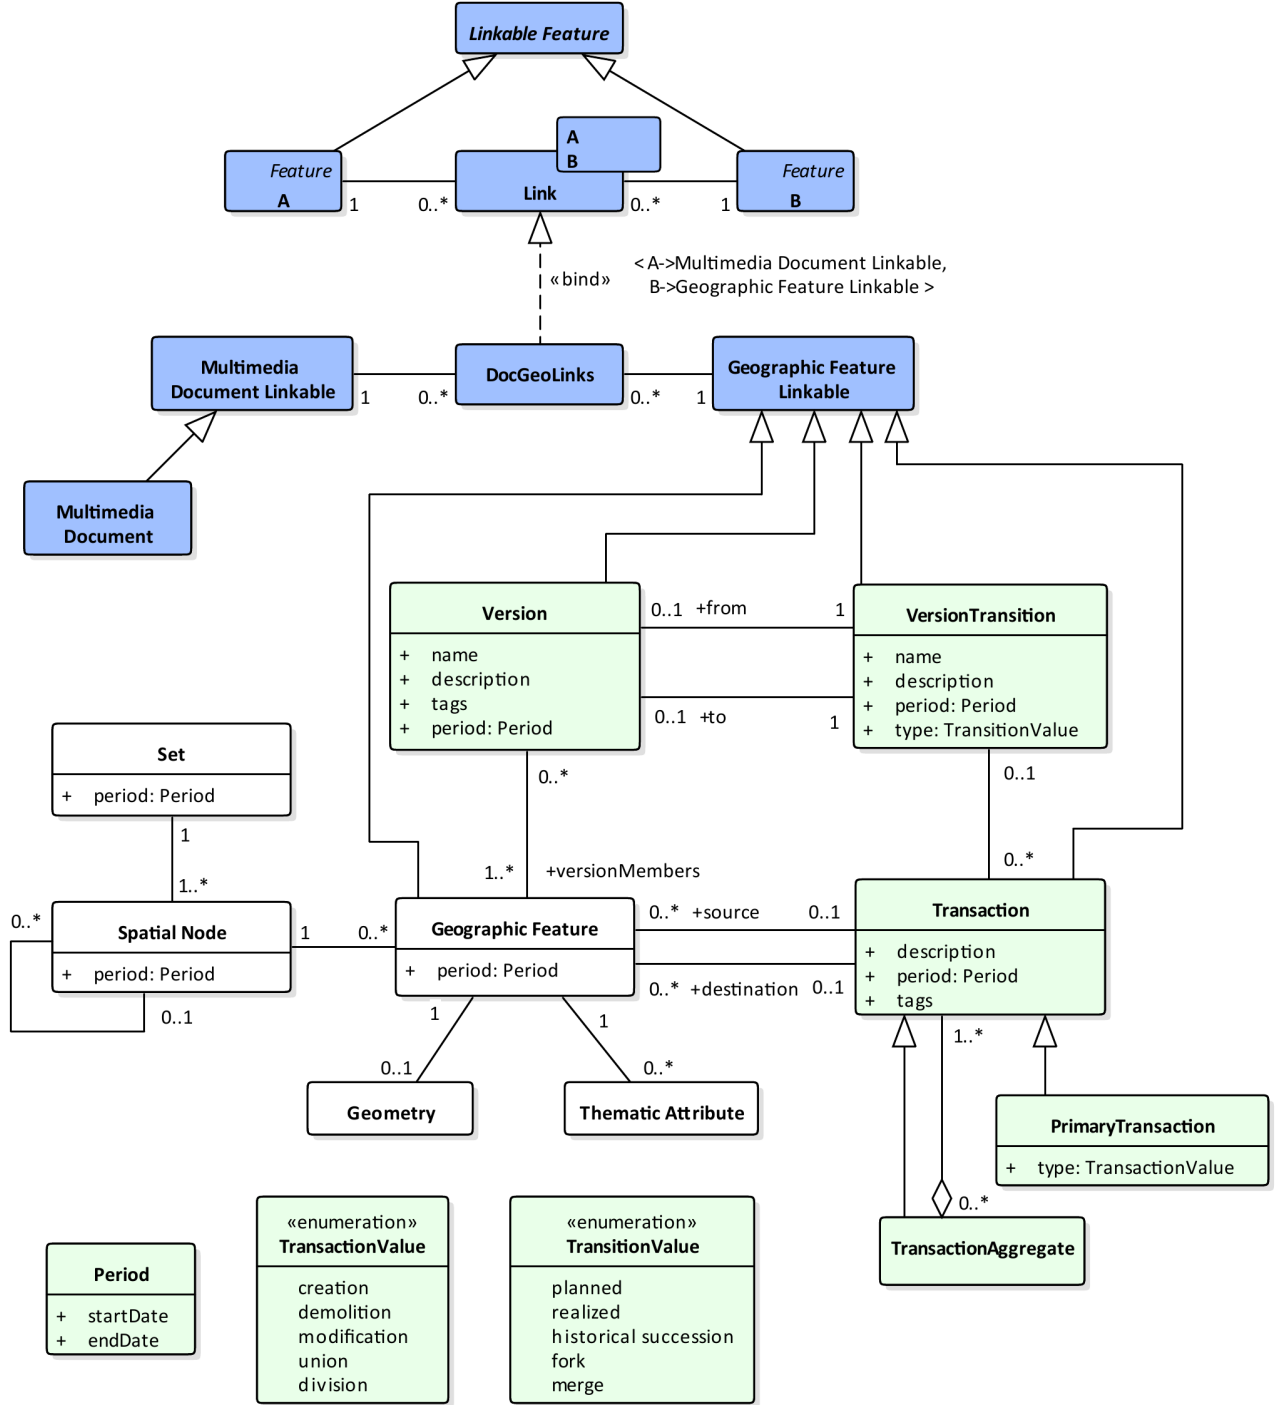 Linkable Feature
A
B
Feature
A
Link
Feature
B
1
0..*
0..*
1
«bind»
< A->Multimedia Document Linkable,
B->Geographic Feature Linkable >
Multimedia
Document Linkable
DocGeoLinks
Geographic Feature
Linkable
1
0..*
0..*
1
Multimedia
Document
Version
+ name
+ description
+ tags
+ period: Period
0..1 +from
1
0..1 +to
1
VersionTransition
+ name
+ description
+ period: Period
+ type: TransitionValue
Set
+ period: Period
1
1..*
0..*
0..1
1..*
+versionMembers
0..*
0..*
Spatial Node
+ period: Period
0..1
1
0..*
Geographic Feature
+ period: Period
0..* +source
0..1
0..* +destination
0..1
Transaction
+ description
+ period: Period
+ tags
1
0..1
1
0..*
Geometry
Thematic Attribute
1..*
PrimaryTransaction
+ type: TransactionValue
0..*
TransactionAggregate
Period
+ startDate
+ endDate
«enumeration»
TransactionValue
creation
demolition
modification
union
division
«enumeration»
TransitionValue
planned
realized
historical succession
fork
merge